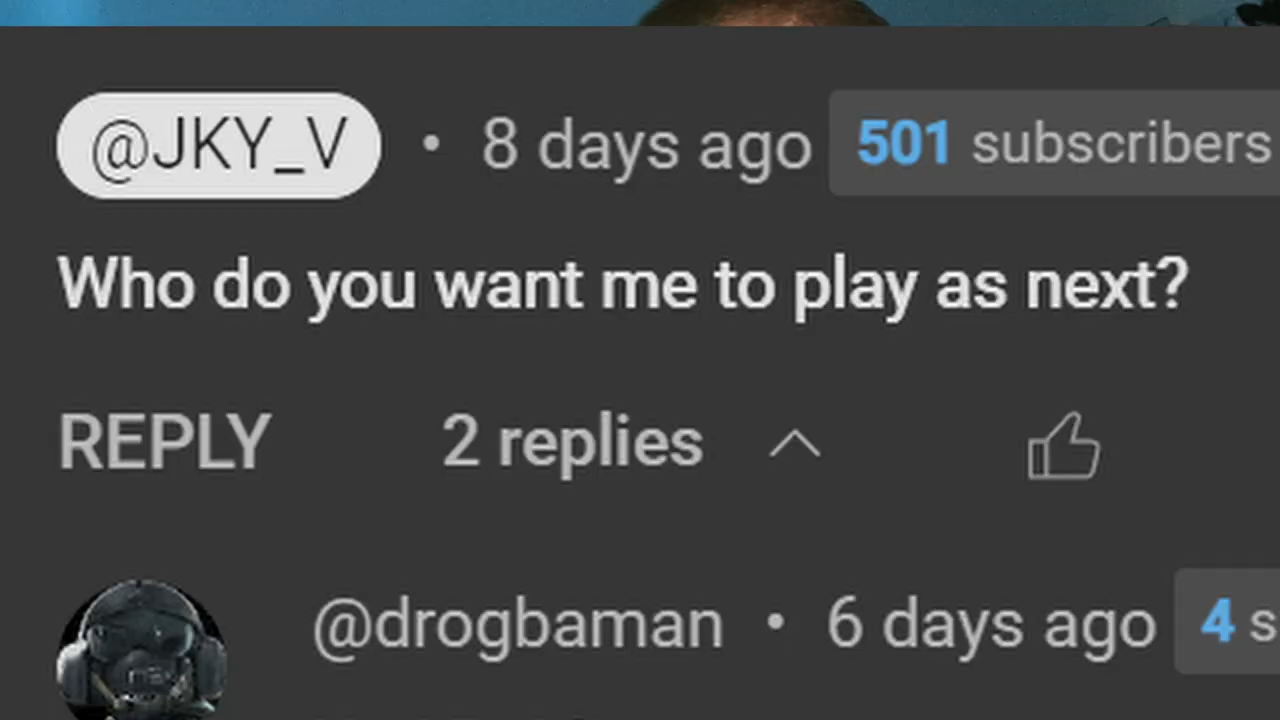 @JKY_V • 8 days ago 501 subscribers
Who do you want me to play as next?
REPLY 2 replies
@drogbaman • 6 days ago 4 s